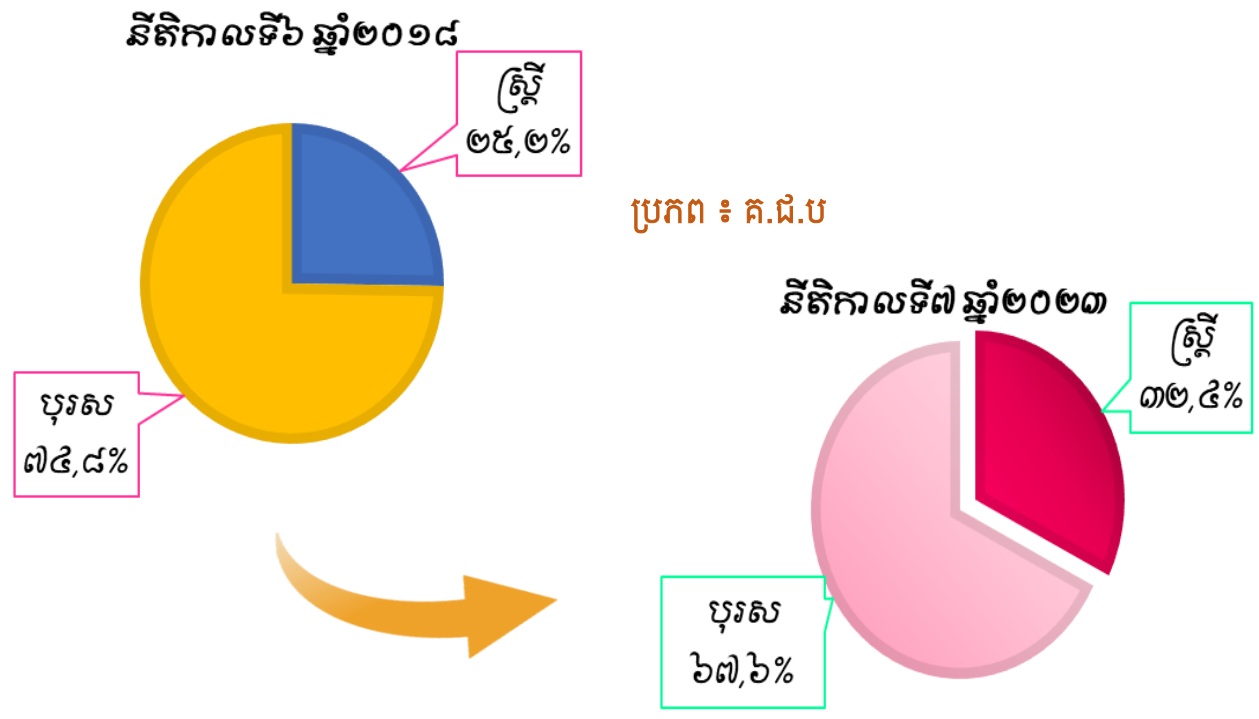 នីតិកាលទី៦ ឆ្នាំ២០១៨
ស្ត្រី
២៥,២%
បុរស
៧៤,៨%
ប្រភព ៖ គ.ជ.ប
នីតិកាលទី៧ ឆ្នាំ២០២៣
ស្ត្រី
៣២,៤%
បុរស
៦៧,៦%